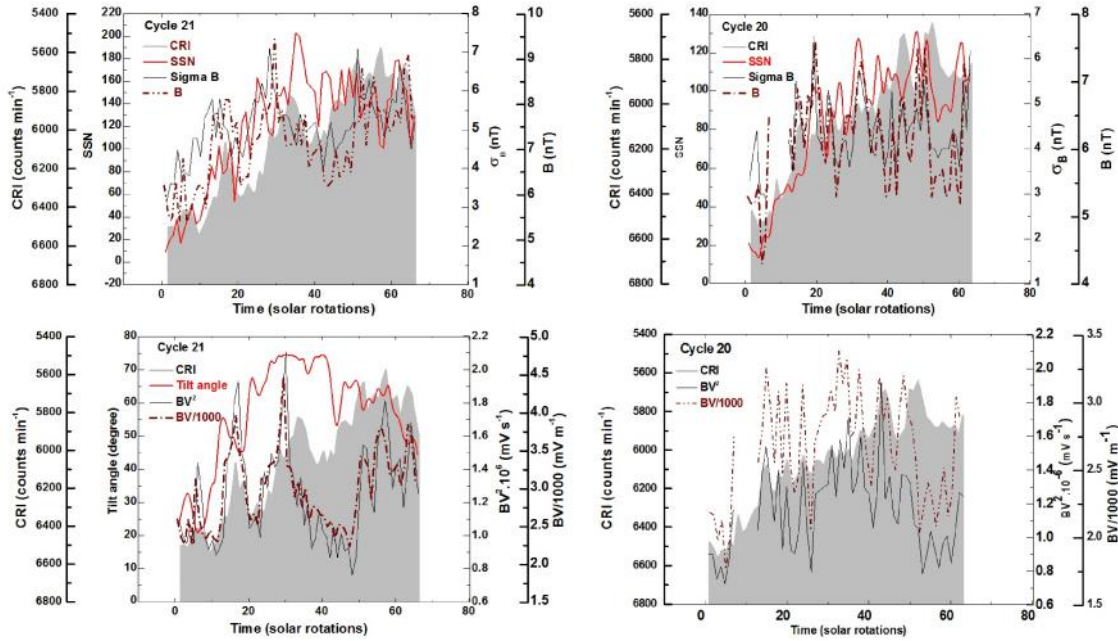 Cycle 21
CRI
SSN
Sigma B
B
CRI (counts min⁻¹)
5400
5600
5800
6000
6200
6400
6600
6800
SSN
220
200
180
160
140
120
100
80
60
40
20
0
-20
σB (nT)
8
7
6
5
4
3
2
1
B (nT)
10
9
8
7
6
5
4
0 20 40 60 80
Time (solar rotations)
Cycle 20
CRI
SSN
Sigma B
B
CRI (counts min⁻¹)
5600
5800
6000
6200
6400
6600
6800
SSN
140
120
100
80
60
40
20
0
σB (nT)
7
6
5
4
3
2
1
B (nT)
8
7
6
5
4
0 20 40 60 80
Time (solar rotations)
Cycle 21
CRI
Tilt angle
BV²
BV/1000
CRI (counts min⁻¹)
5400
5600
5800
6000
6200
6400
6600
6800
Tilt angle (degree)
80
70
60
50
40
30
20
10
0
BV².10⁻⁶ (mV s⁻¹)
2.2
2.0
1.8
1.6
1.4
1.2
1.0
0.8
0.6
BV/1000 (mV m⁻¹)
5.0
4.5
4.0
3.5
3.0
2.5
2.0
1.5
0 20 40 60 80
Time (solar rotations)
Cycle 20
CRI
BV²
BV/1000
CRI (counts min⁻¹)
5400
5600
5800
6000
6200
6400
6600
6800
BV².10⁻⁶ (mV s⁻¹)
2.2
2.0
1.8
1.6
1.4
1.2
1.0
0.8
0.6
BV/1000 (mV m⁻¹)
3.5
3.0
2.5
2.0
1.5
0 20 40 60 80
Time (solar rotations)